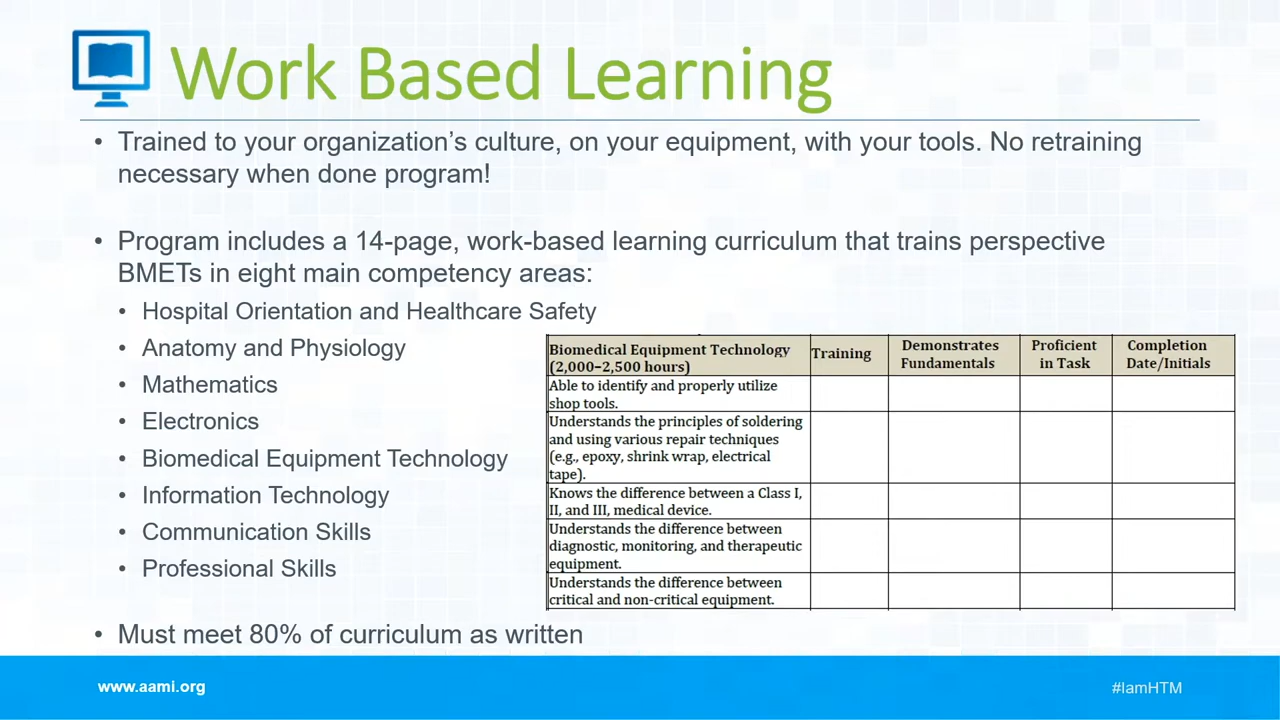 Work Based Learning
• Trained to your organization's culture, on your equipment, with your tools. No retraining
necessary when done program!
• Program includes a 14-page, work-based learning curriculum that trains perspective
BMETs in eight main competency areas:
• Hospital Orientation and Healthcare Safety
• Anatomy and Physiology
• Mathematics
• Electronics
• Biomedical Equipment Technology
• Information Technology
• Communication Skills
• Professional Skills
Biomedical Equipment Technology
(2,000–2,500 hours)
Training
Demonstrates
Fundamentals
Proficient
in Task
Completion
Date/Initials
Able to identify and properly utilize
shop tools.
Understands the principles of soldering
and using various repair techniques
(e.g., epoxy, shrink wrap, electrical
tape).
Knows the difference between a Class I,
II, and III, medical device.
Understands the difference between
diagnostic, monitoring, and therapeutic
equipment.
Understands the difference between
critical and non-critical equipment.
• Must meet 80% of curriculum as written
www.aami.org
#IamHTM